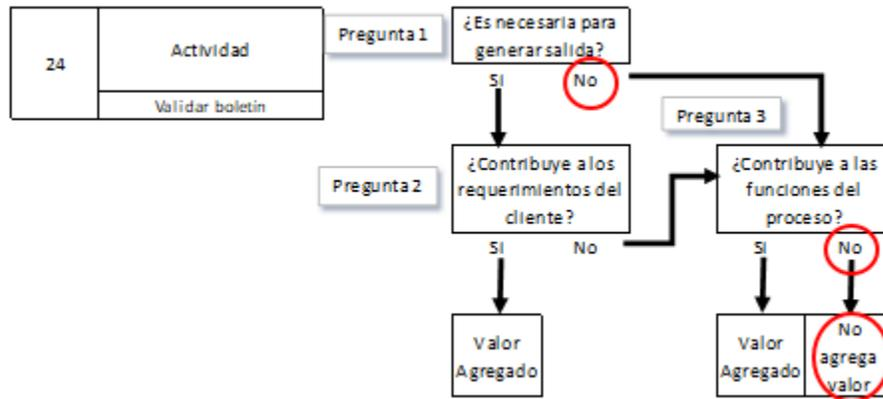 24
Actividad
Validar boletín
Pregunta 1
¿Es necesaria para
generar salida?
Si
No
Pregunta 3
Pregunta 2
¿Contribuye a los
requerimientos del
cliente?
¿Contribuye a las
funciones del
proceso?
Si
No
Si
No
Valor
Agregado
Valor
Agregado
No
agrega
valor